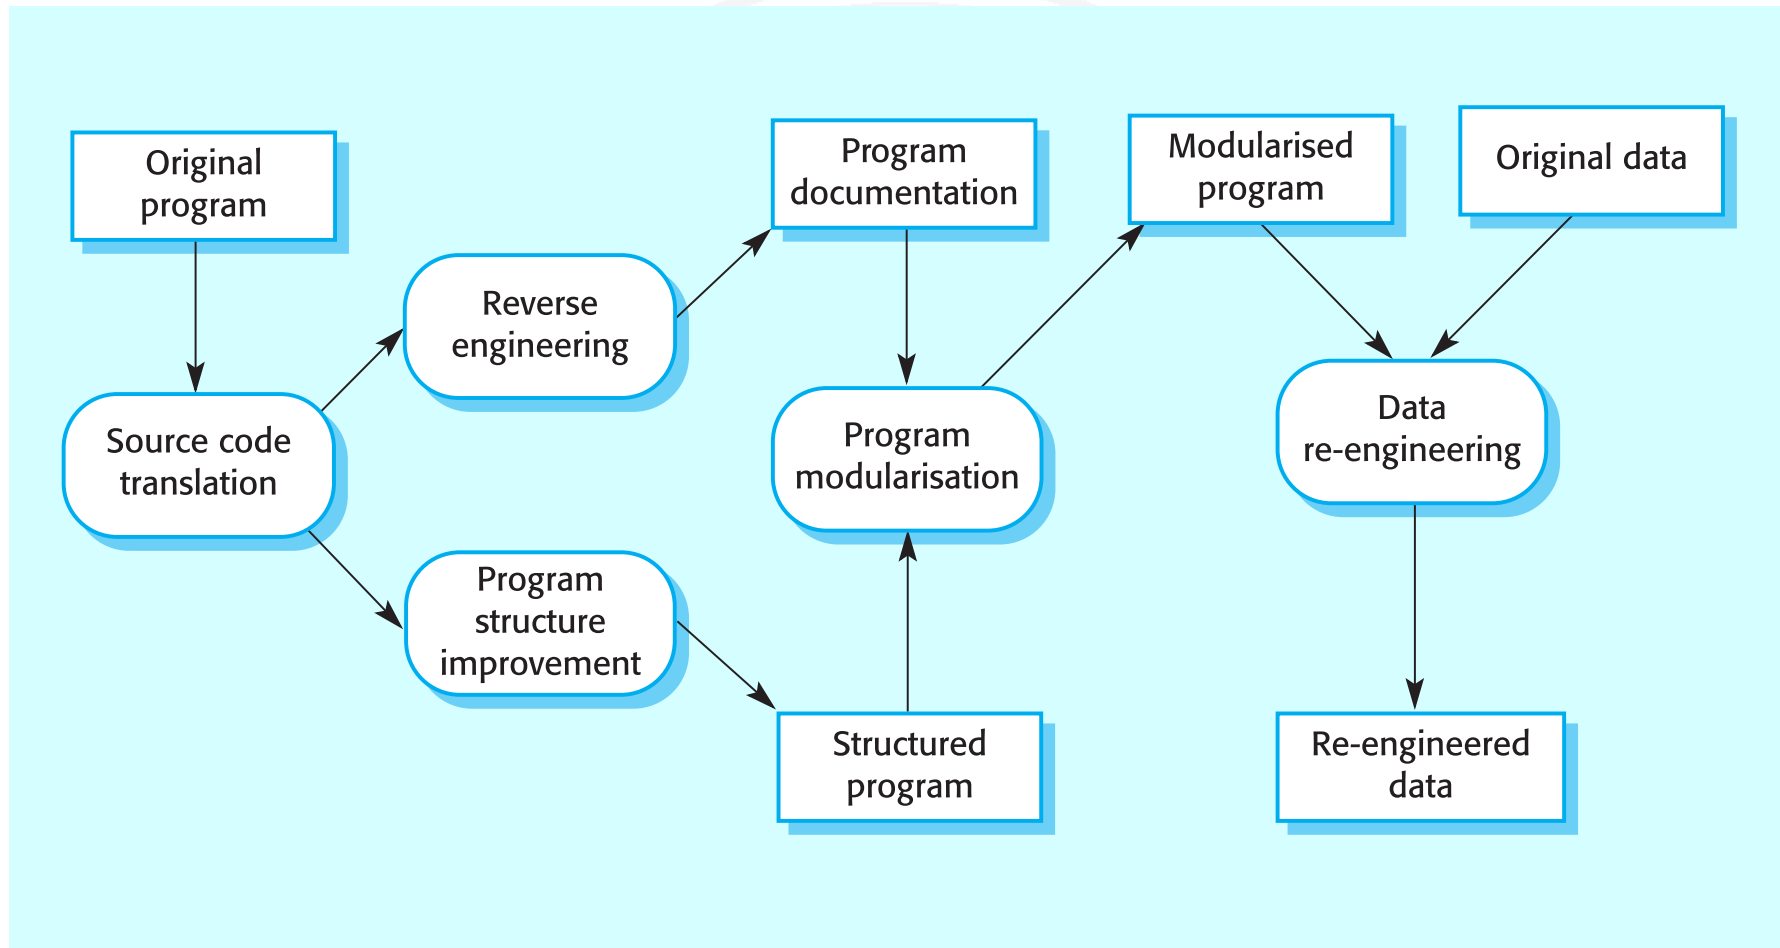 Original
program
Program
documentation
Modularised
program
Original data
Reverse
engineering
Source code
translation
Program
modularisation
Data
re-engineering
Program
structure
improvement
Structured
program
Re-engineered
data